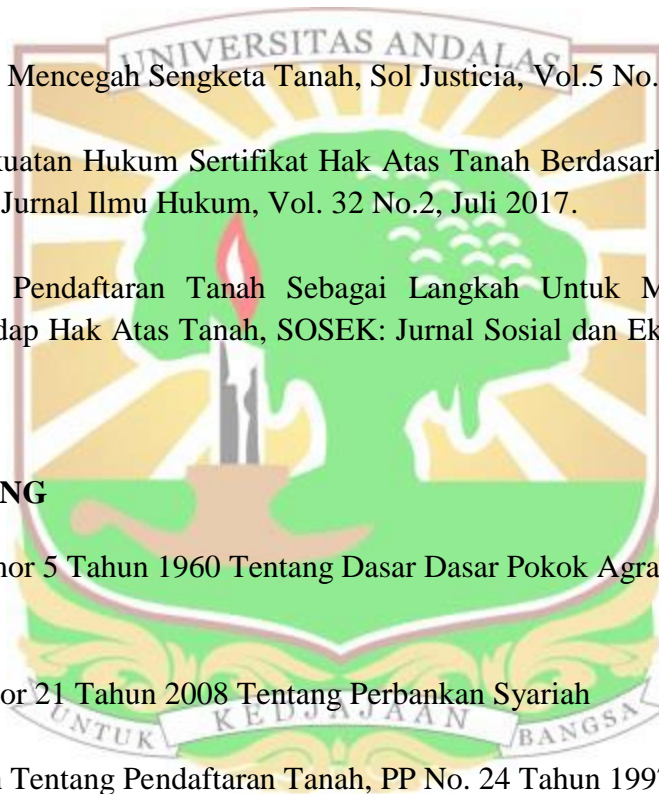 UNIVERSITAS ANDALAS
Mencegah Sengketa Tanah, Sol Justicia, Vol.5 No.
kuatan Hukum Sertifikat Hak Atas Tanah Berdasark
Jurnal Ilmu Hukum, Vol. 32 No.2, Juli 2017.
Pendaftaran Tanah Sebagai Langkah Untuk M
dap Hak Atas Tanah, SOSEK: Jurnal Sosial dan Ek
NG
nor 5 Tahun 1960 Tentang Dasar Dasar Pokok Agra
or 21 Tahun 2008 Tentang Perbankan Syariah
UNTUK KEDJAJAAN BANGSA
n Tentang Pendaftaran Tanah, PP No. 24 Tahun 1997